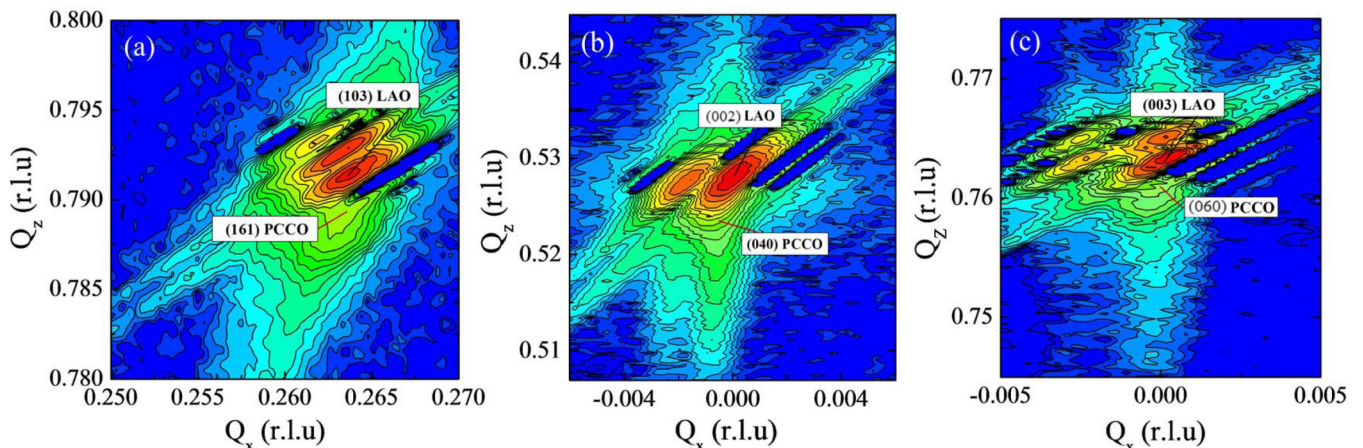 (a)
0.800
0.795
0.790
0.785
0.780
Q_z (r.l.u)
(103) LAO
(161) PCCO
0.250 0.255 0.260 0.265 0.270
Q_x (r.l.u)
(b)
0.54
0.53
0.52
0.51
Q_z (r.l.u)
(002) LAO
(040) PCCO
-0.004 0.000 0.004
Q_x (r.l.u)
(c)
0.77
0.76
0.75
Q_Z (r.l.u)
(003) LAO
(060) PCCO
-0.005 0.000 0.005
Q_x (r.l.u)